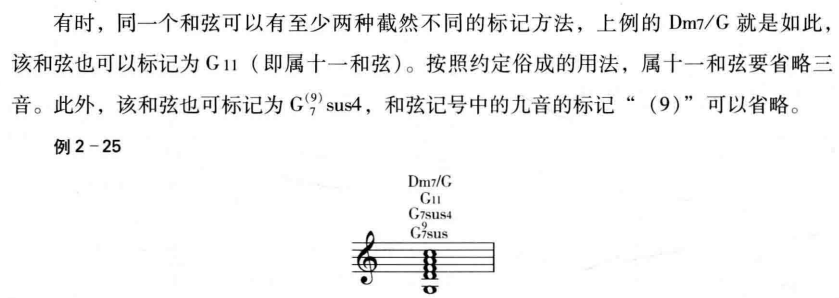 有时，同一个和弦可以有至少两种截然不同的标记方法，上例的 Dm7/G 就是如此，
该和弦也可以标记为 G11（即属十一和弦）。按照约定俗成的用法，属十一和弦要省略三
音。此外，该和弦也可标记为 G7(9)sus4，和弦记号中的九音的标记“（9）”可以省略。
例 2-25
Dm7/G
G11
G7sus4
G79sus